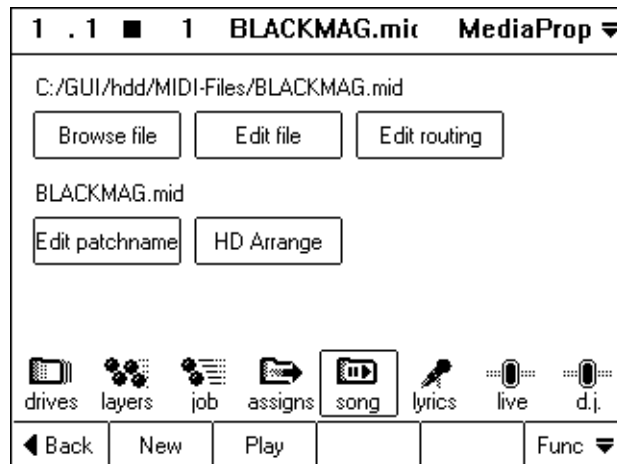 1 .1 ■ 1 BLACKMAG.mic MediaProp
C:/GUI/hdd/MIDI-Files/BLACKMAG.mid
Browse file Edit file Edit routing
BLACKMAG.mid
Edit patchname HD Arrange
drives layers job assigns song lyrics live d.j.
Back New Play Func